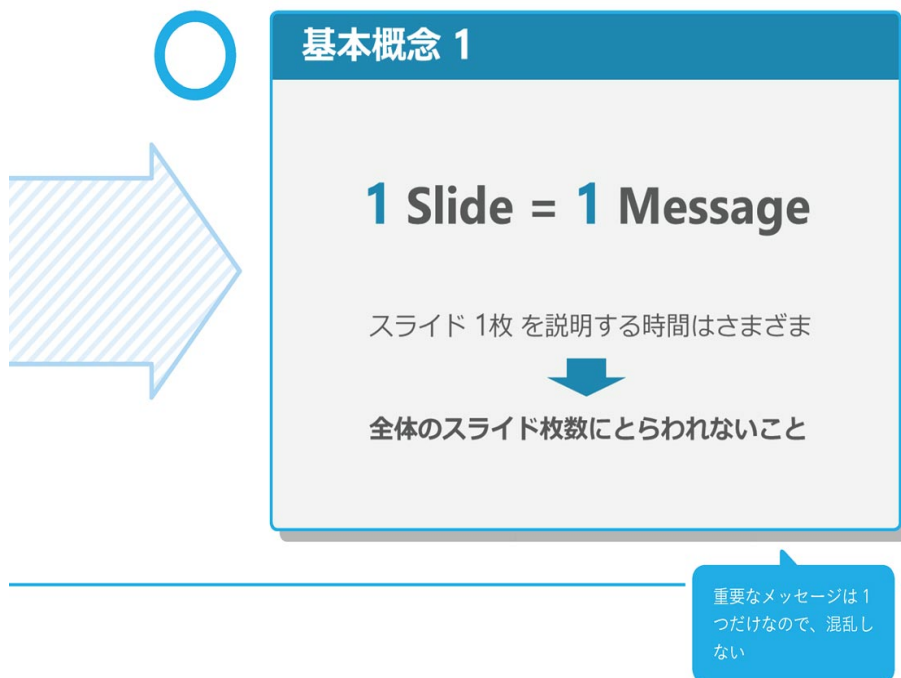 基本概念 1
1 Slide = 1 Message
スライド 1枚 を説明する時間はさまざま
全体のスライド枚数にとらわれないこと
重要なメッセージは 1
つだけなので、混乱し
ない